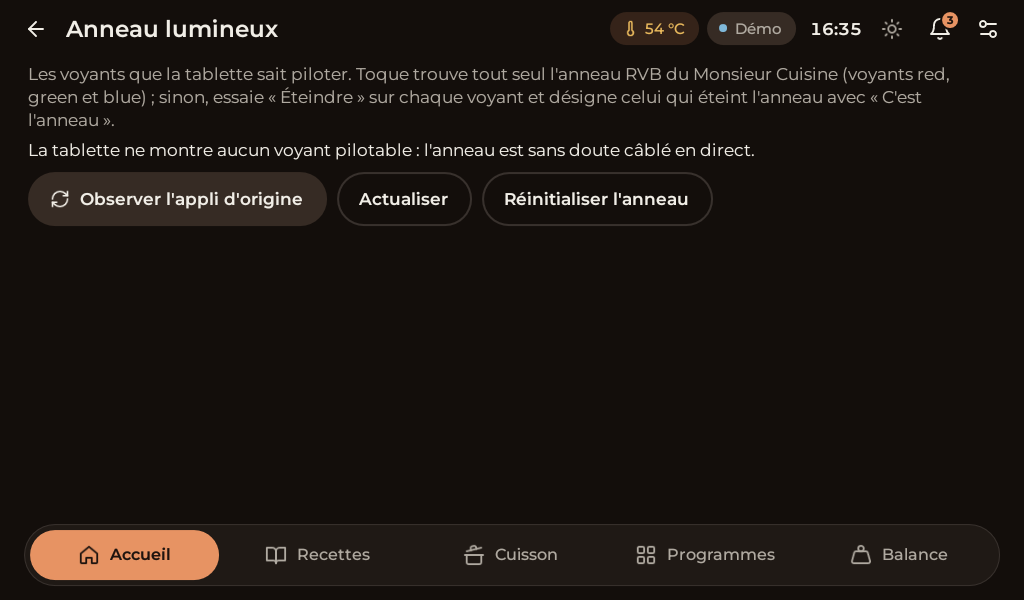 Anneau lumineux
54 °C
Démo
16:35
3
Les voyants que la tablette sait piloter. Toque trouve tout seul l'anneau RVB du Monsieur Cuisine (voyants red,
green et blue) ; sinon, essaie « Éteindre » sur chaque voyant et désigne celui qui éteint l'anneau avec « C'est
l'anneau ».
La tablette ne montre aucun voyant pilotable : l'anneau est sans doute câblé en direct.
Observer l'appli d'origine
Actualiser
Réinitialiser l'anneau
Accueil
Recettes
Cuisson
Programmes
Balance